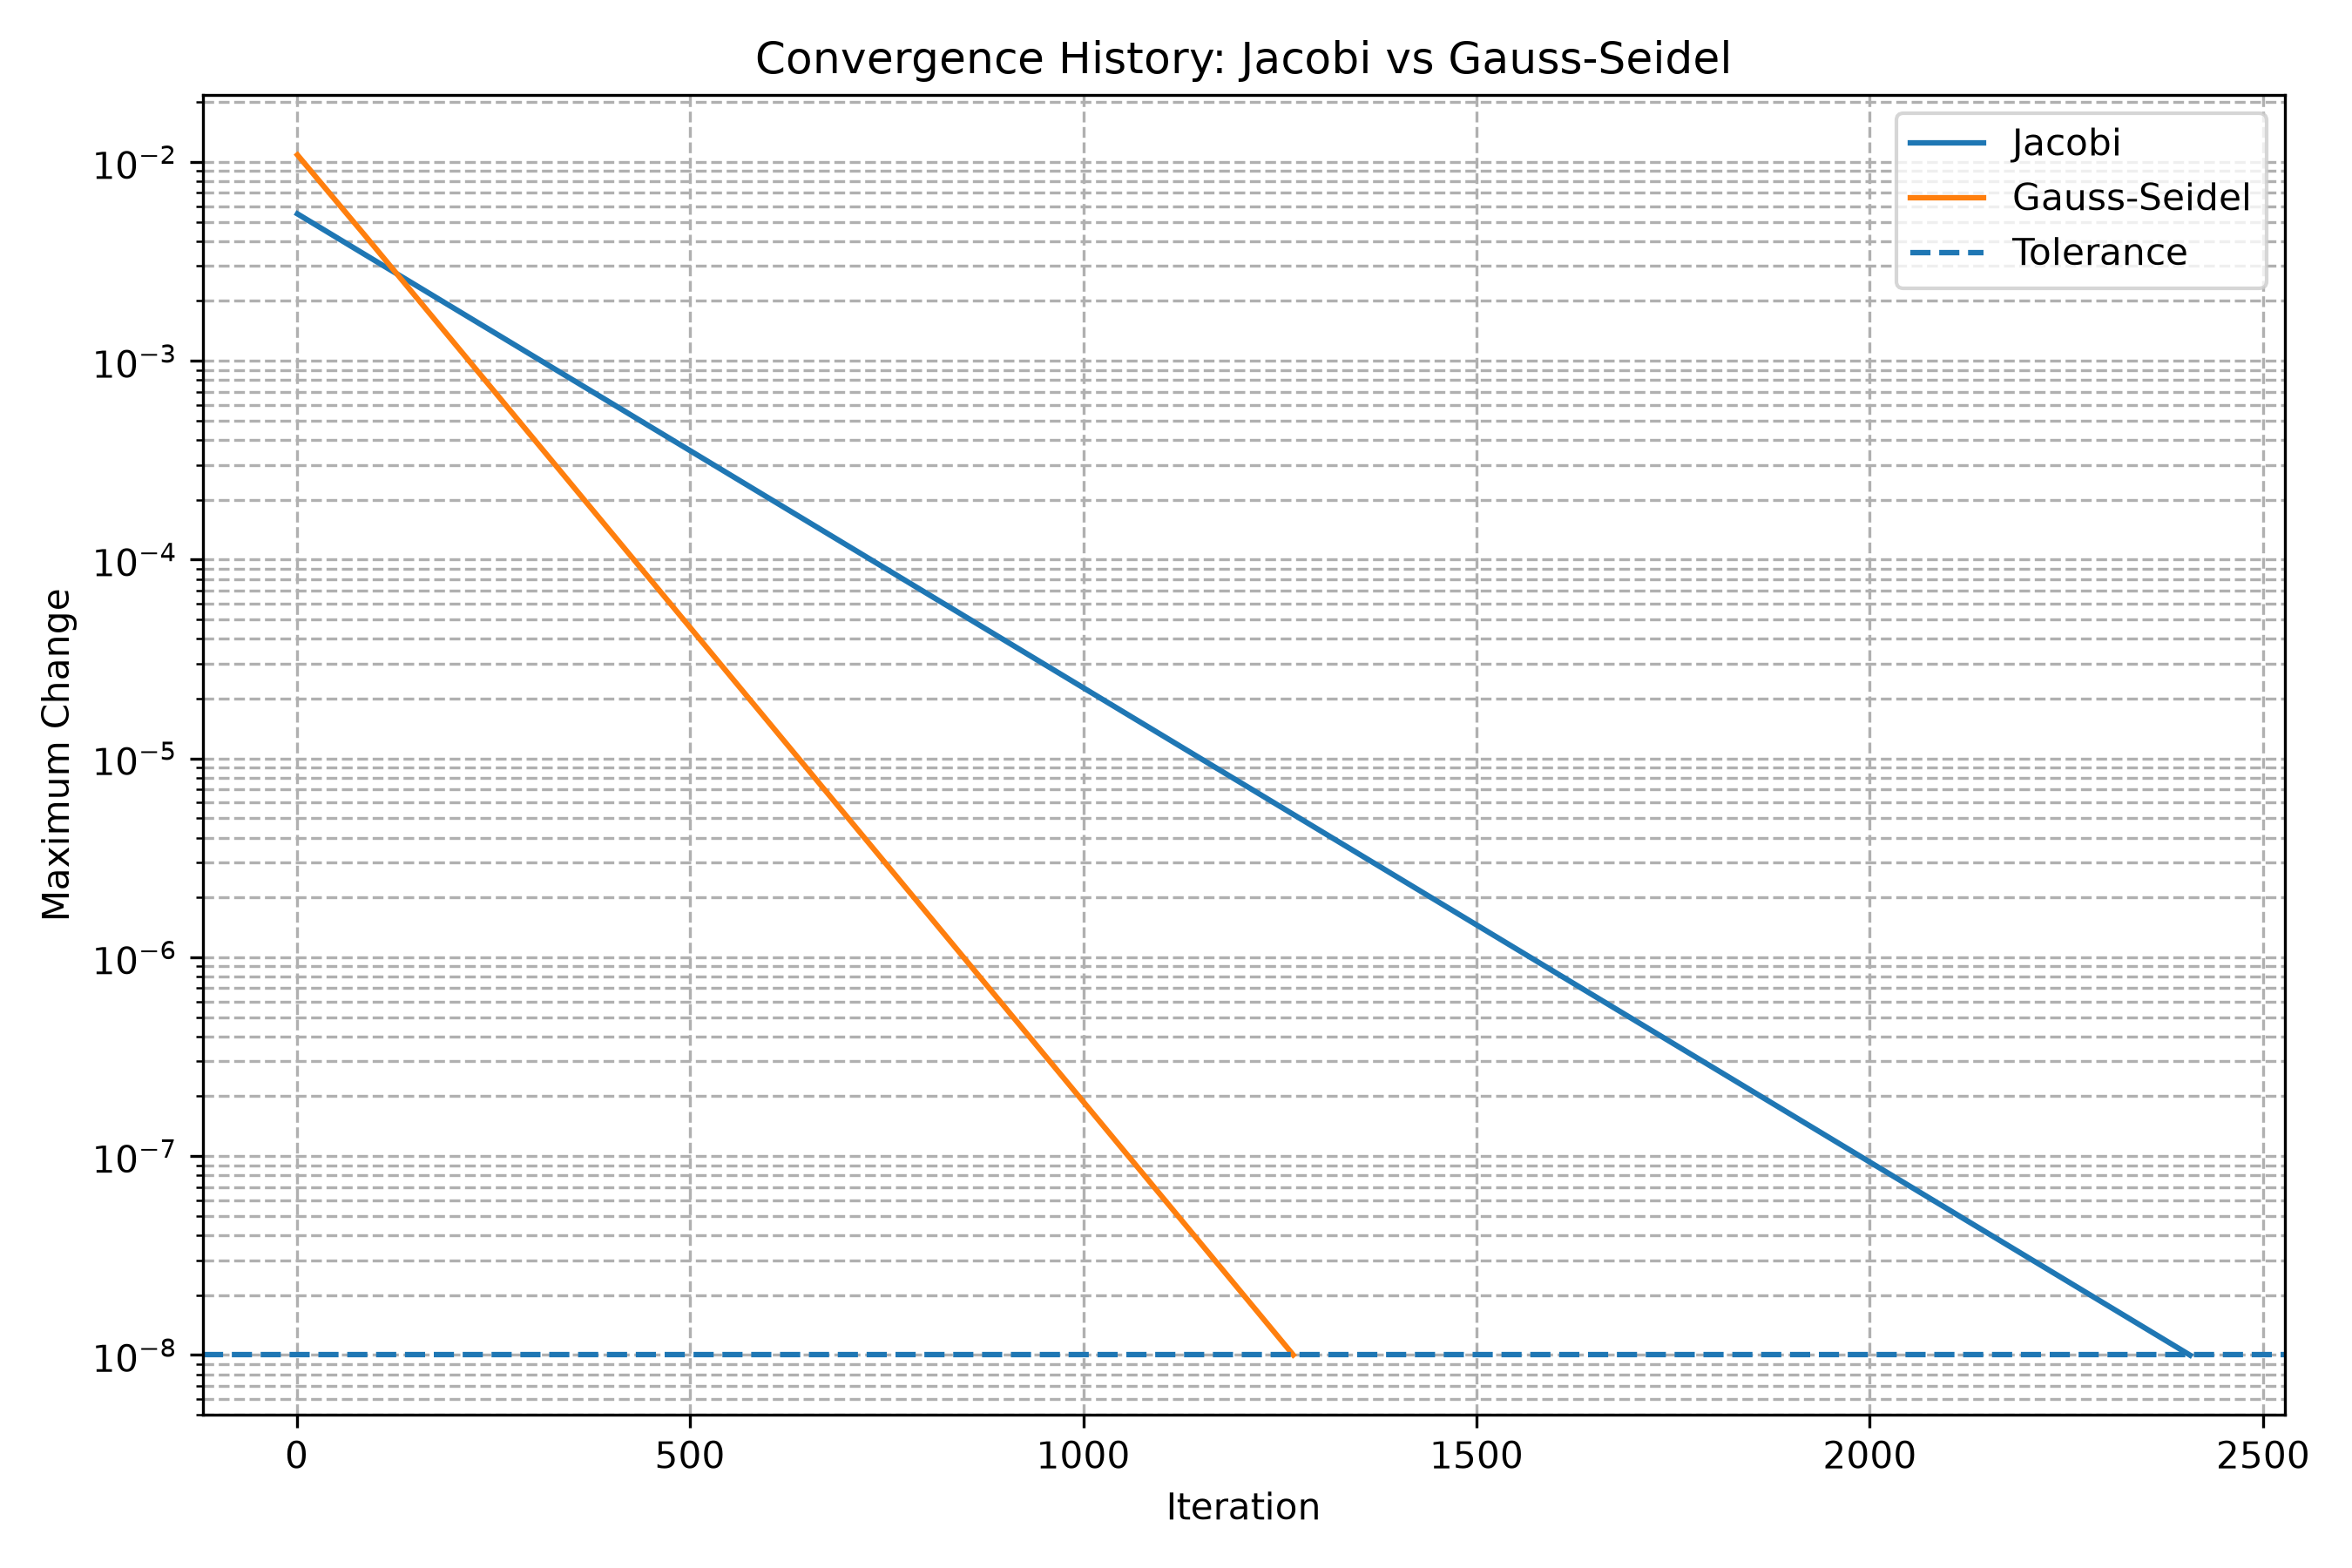 Convergence History: Jacobi vs Gauss-Seidel
Jacobi
Gauss-Seidel
Tolerance
Maximum Change
10⁻²
10⁻³
10⁻⁴
10⁻⁵
10⁻⁶
10⁻⁷
10⁻⁸
0 500 1000 1500 2000 2500
Iteration